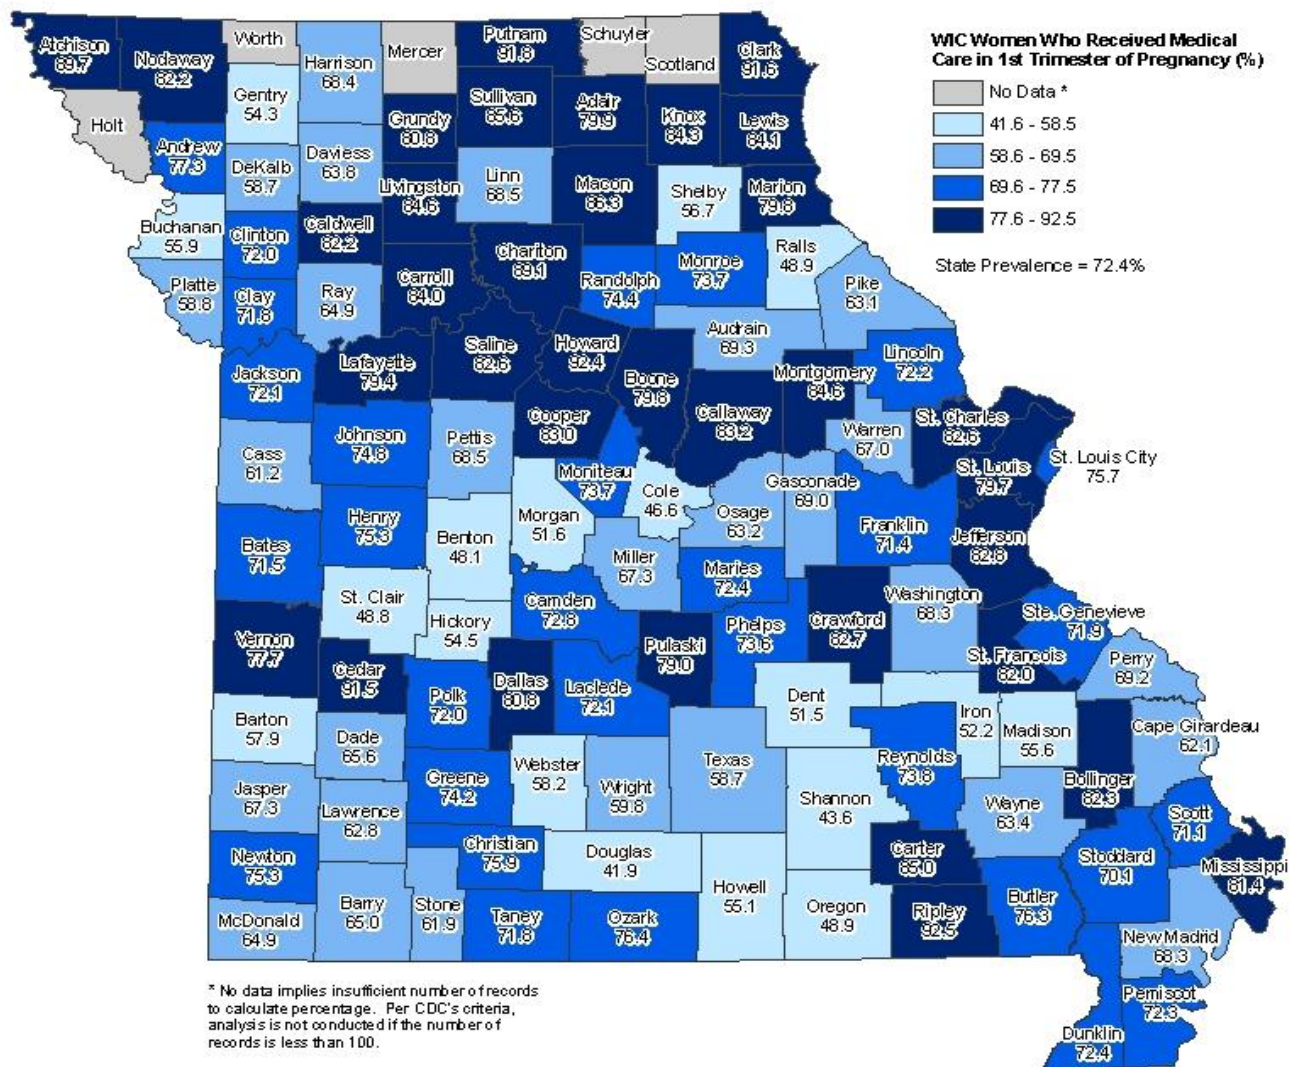 WIC Women Who Received Medical
Care in 1st Trimester of Pregnancy (%)
No Data *
41.6 - 58.5
58.6 - 69.5
69.6 - 77.5
77.6 - 92.5
State Prevalence = 72.4%
Atchison
89.7
Nodaway
82.2
Worth
Harrison
68.4
Mercer
Putnam
91.8
Schuyler
Scotland
Clark
91.6
Holt
Gentry
54.3
Grundy
80.8
Sullivan
85.6
Adair
79.9
Knox
84.3
Lewis
84.1
Andrew
77.3
DeKalb
58.7
Daviess
63.8
Livingston
84.6
Linn
68.5
Macon
86.3
Shelby
56.7
Marion
79.8
Buchanan
55.9
Clinton
72.0
Caldwell
82.2
Chariton
89.1
Randolph
74.4
Monroe
73.7
Ralls
48.9
Pike
63.1
Platte
58.8
Clay
71.8
Ray
64.9
Carroll
84.0
Audrain
69.3
Jackson
72.1
Lafayette
79.4
Saline
82.6
Howard
92.4
Boone
79.8
Callaway
83.2
Montgomery
84.6
Lincoln
72.2
Cass
61.2
Johnson
74.8
Pettis
68.5
Cooper
83.0
Moniteau
73.7
Cole
46.6
Warren
67.0
St. Charles
82.6
St. Louis
79.7
St. Louis City
75.7
Bates
71.5
Henry
75.3
Benton
48.1
Morgan
51.6
Miller
67.3
Osage
63.2
Gasconade
69.0
Franklin
71.4
Jefferson
82.8
St. Clair
48.8
Hickory
54.5
Camden
72.8
Maries
72.4
Phelps
73.6
Crawford
82.7
Washington
68.3
Ste. Genevieve
71.9
St. Francois
82.0
Perry
69.2
Vernon
77.7
Cedar
91.5
Polk
72.0
Dallas
80.8
Laclede
72.1
Pulaski
79.0
Dent
51.5
Iron
52.2
Madison
55.6
Bollinger
82.3
Cape Girardeau
62.1
Barton
57.9
Dade
65.6
Greene
74.2
Webster
58.2
Wright
59.8
Texas
58.7
Shannon
43.6
Reynolds
73.8
Wayne
63.4
Scott
71.1
Jasper
67.3
Lawrence
62.8
Christian
75.9
Douglas
41.9
Howell
55.1
Carter
85.0
Stoddard
70.1
Mississippi
81.4
Newton
75.3
McDonald
64.9
Barry
65.0
Stone
61.9
Taney
71.8
Ozark
76.4
Oregon
48.9
Ripley
92.5
Butler
76.3
New Madrid
68.3
Pemiscot
72.3
Dunklin
72.4
* No data implies insufficient number of records
to calculate percentage. Per CDC's criteria,
analysis is not conducted if the number of
records is less than 100.